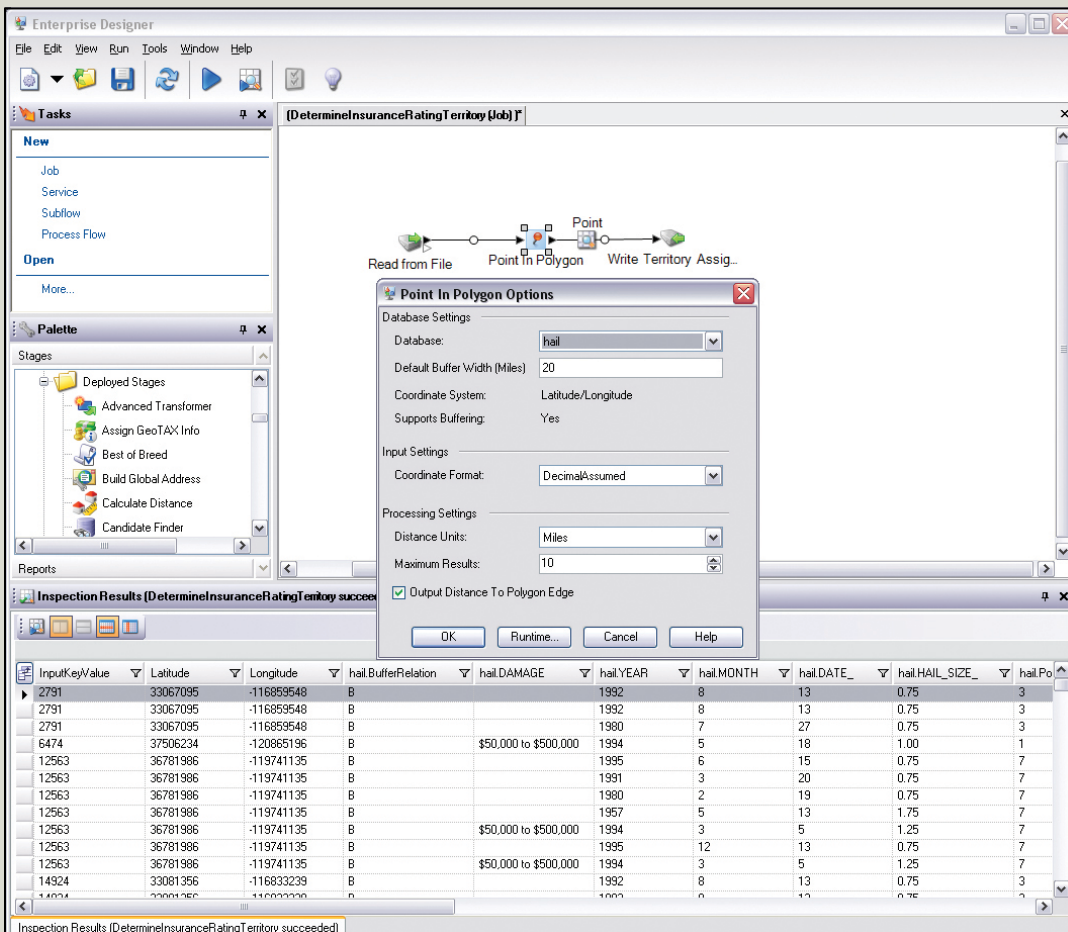 Enterprise Designer
File Edit View Run Tools Window Help
Tasks
New
Job
Service
Subflow
Process Flow
Open
More...
Palette
Stages
Deployed Stages
Advanced Transformer
Assign GeoTAX Info
Best of Breed
Build Global Address
Calculate Distance
Candidate Finder
Reports
(DetermineInsuranceRatingTerritory (Job) )*
Read from File
Point In Polygon
Point
Write Territory Assig...
Point In Polygon Options
Database Settings
Database: hail
Default Buffer Width (Miles) 20
Coordinate System: Latitude/Longitude
Supports Buffering: Yes
Input Settings
Coordinate Format: DecimalAssumed
Processing Settings
Distance Units: Miles
Maximum Results: 10
Output Distance To Polygon Edge
OK Runtime... Cancel Help
Inspection Results (DetermineInsuranceRatingTerritory succee
InputKeyValue Latitude Longitude hail.BufferRelation hail.DAMAGE hail.YEAR hail.MONTH hail.DATE_ hail.HAIL_SIZE_ hail.Po
2791 33067095 -116859548 B 1992 8 13 0.75 3
2791 33067095 -116859548 B 1992 8 13 0.75 3
2791 33067095 -116859548 B 1980 7 27 0.75 3
6474 37506234 -120865196 B $50,000 to $500,000 1994 5 18 1.00 1
12563 36781986 -119741135 B 1995 6 15 0.75 7
12563 36781986 -119741135 B 1991 3 20 0.75 7
12563 36781986 -119741135 B 1980 2 19 0.75 7
12563 36781986 -119741135 B 1957 5 13 1.75 7
12563 36781986 -119741135 B $50,000 to $500,000 1994 3 5 1.25 7
12563 36781986 -119741135 B 1995 12 13 0.75 7
12563 36781986 -119741135 B $50,000 to $500,000 1994 3 5 1.25 7
14924 33081356 -116833239 B 1992 8 13 0.75 3
Inspection Results (DetermineInsuranceRatingTerritory succeeded)